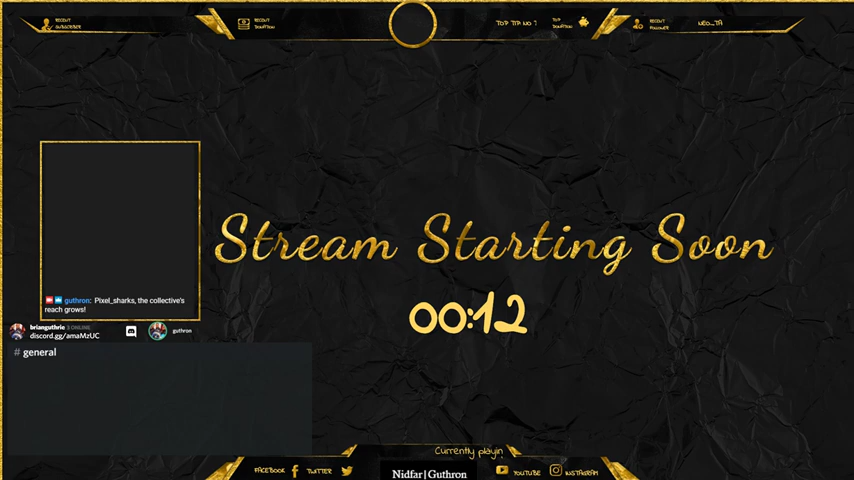 RECENT
SUBSCRIBER
RECENT
DONATION
TOP TIP NO 1
TOP
DONATION
RECENT
FOLLOWER
NEO_TA
Stream Starting Soon
00:12
guthron: Pixel_sharks, the collective's
reach grows!
brianguthrie 3 ONLINE
discord.gg/amaMzUC
guthron
# general
Currently playin
FACEBOOK
TWITTER
Nidfar|Guthron
YOUTUBE
INSTAGRAM